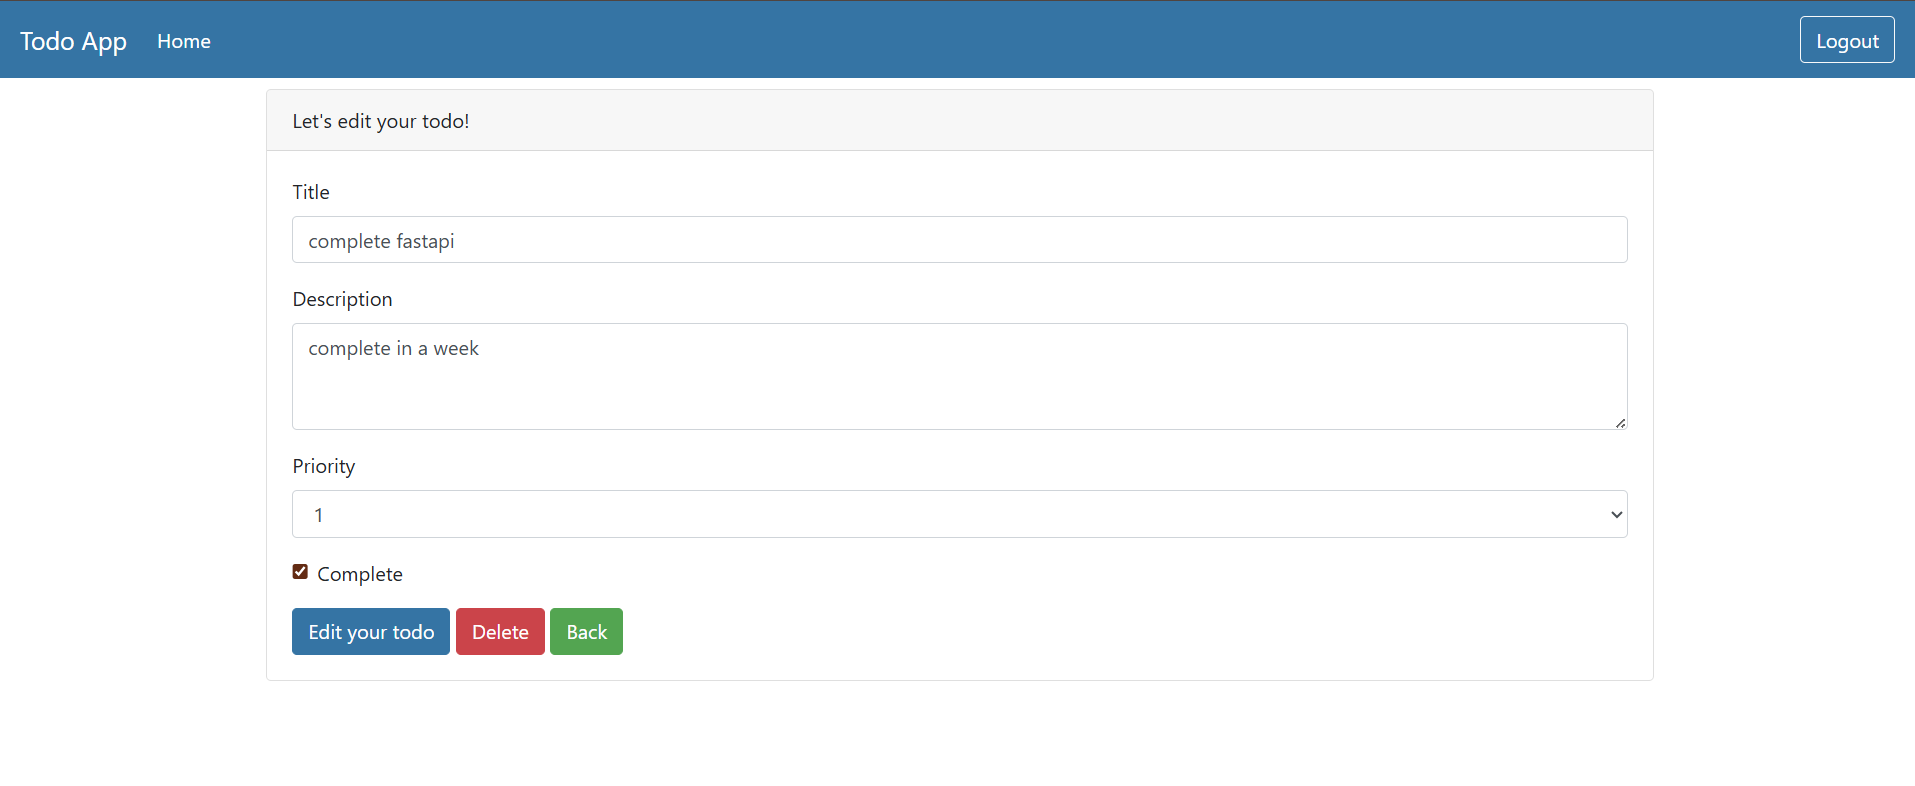 Todo App Home Logout
Let's edit your todo!
Title
complete fastapi
Description
complete in a week
Priority
1
Complete
Edit your todo Delete Back